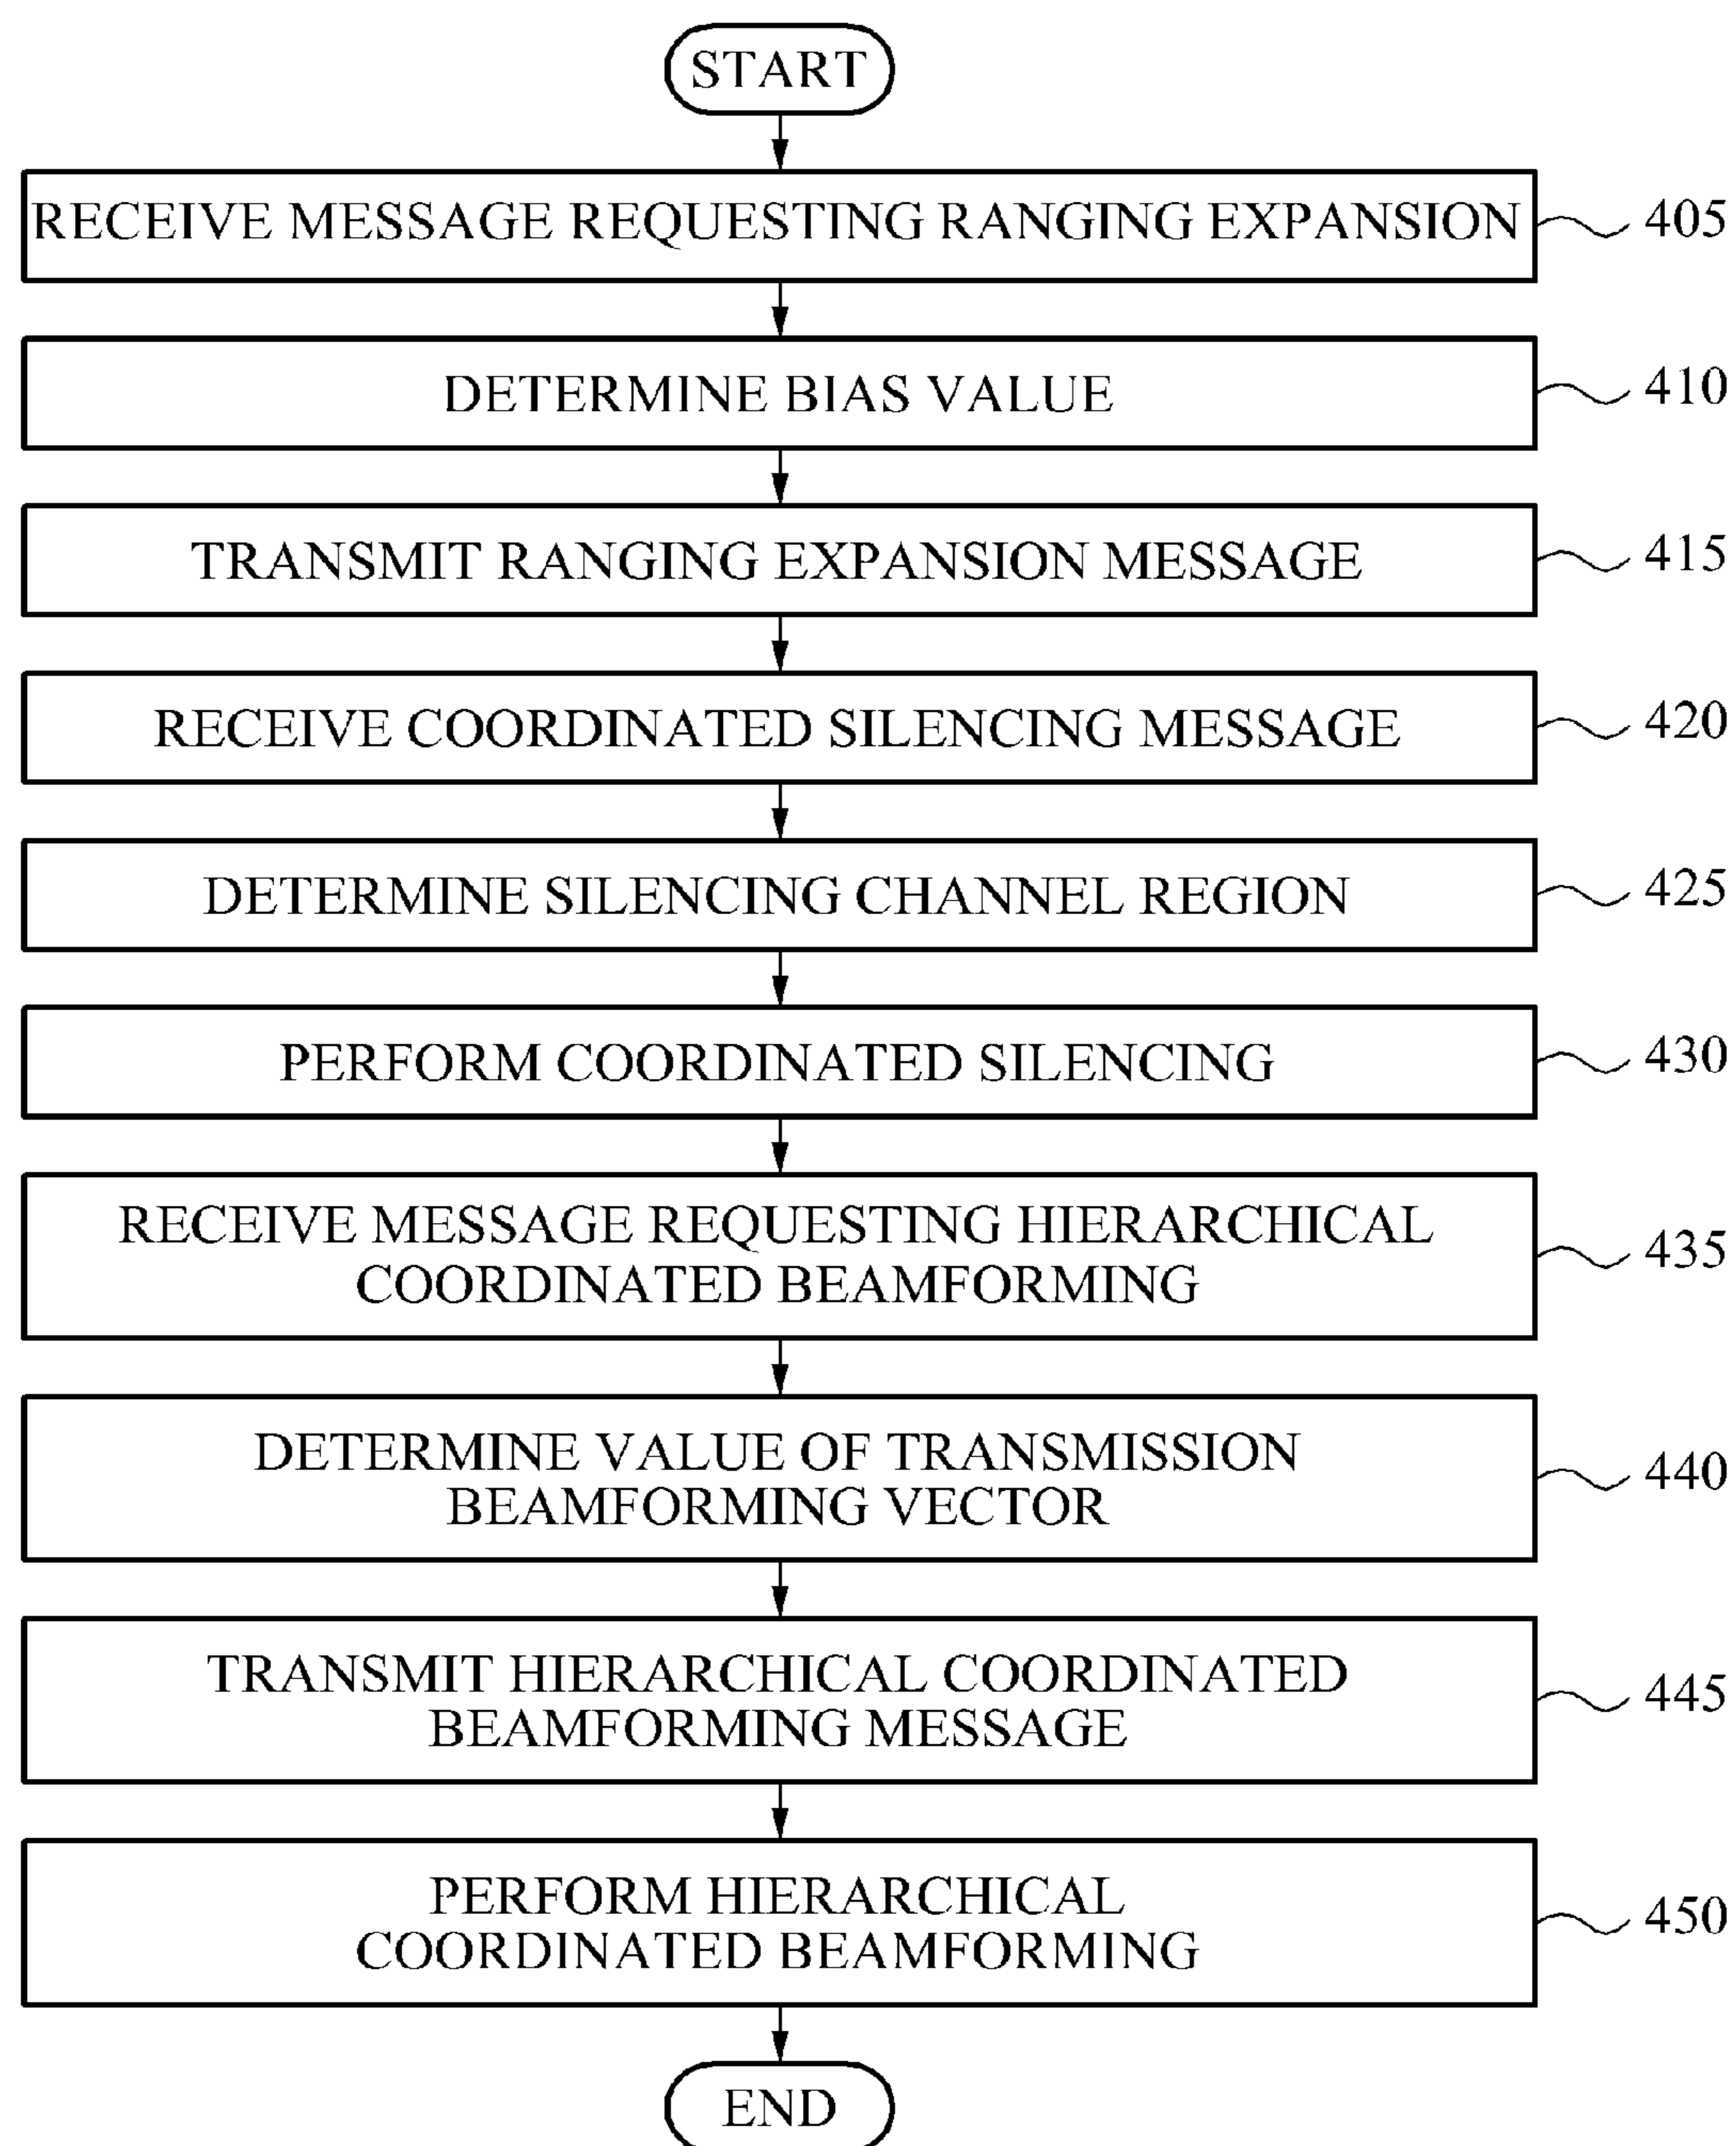 START
RECEIVE MESSAGE REQUESTING RANGING EXPANSION
405
DETERMINE BIAS VALUE
410
TRANSMIT RANGING EXPANSION MESSAGE
415
RECEIVE COORDINATED SILENCING MESSAGE
420
DETERMINE SILENCING CHANNEL REGION
425
PERFORM COORDINATED SILENCING
430
RECEIVE MESSAGE REQUESTING HIERARCHICAL
COORDINATED BEAMFORMING
435
DETERMINE VALUE OF TRANSMISSION
BEAMFORMING VECTOR
440
TRANSMIT HIERARCHICAL COORDINATED
BEAMFORMING MESSAGE
445
PERFORM HIERARCHICAL
COORDINATED BEAMFORMING
450
END